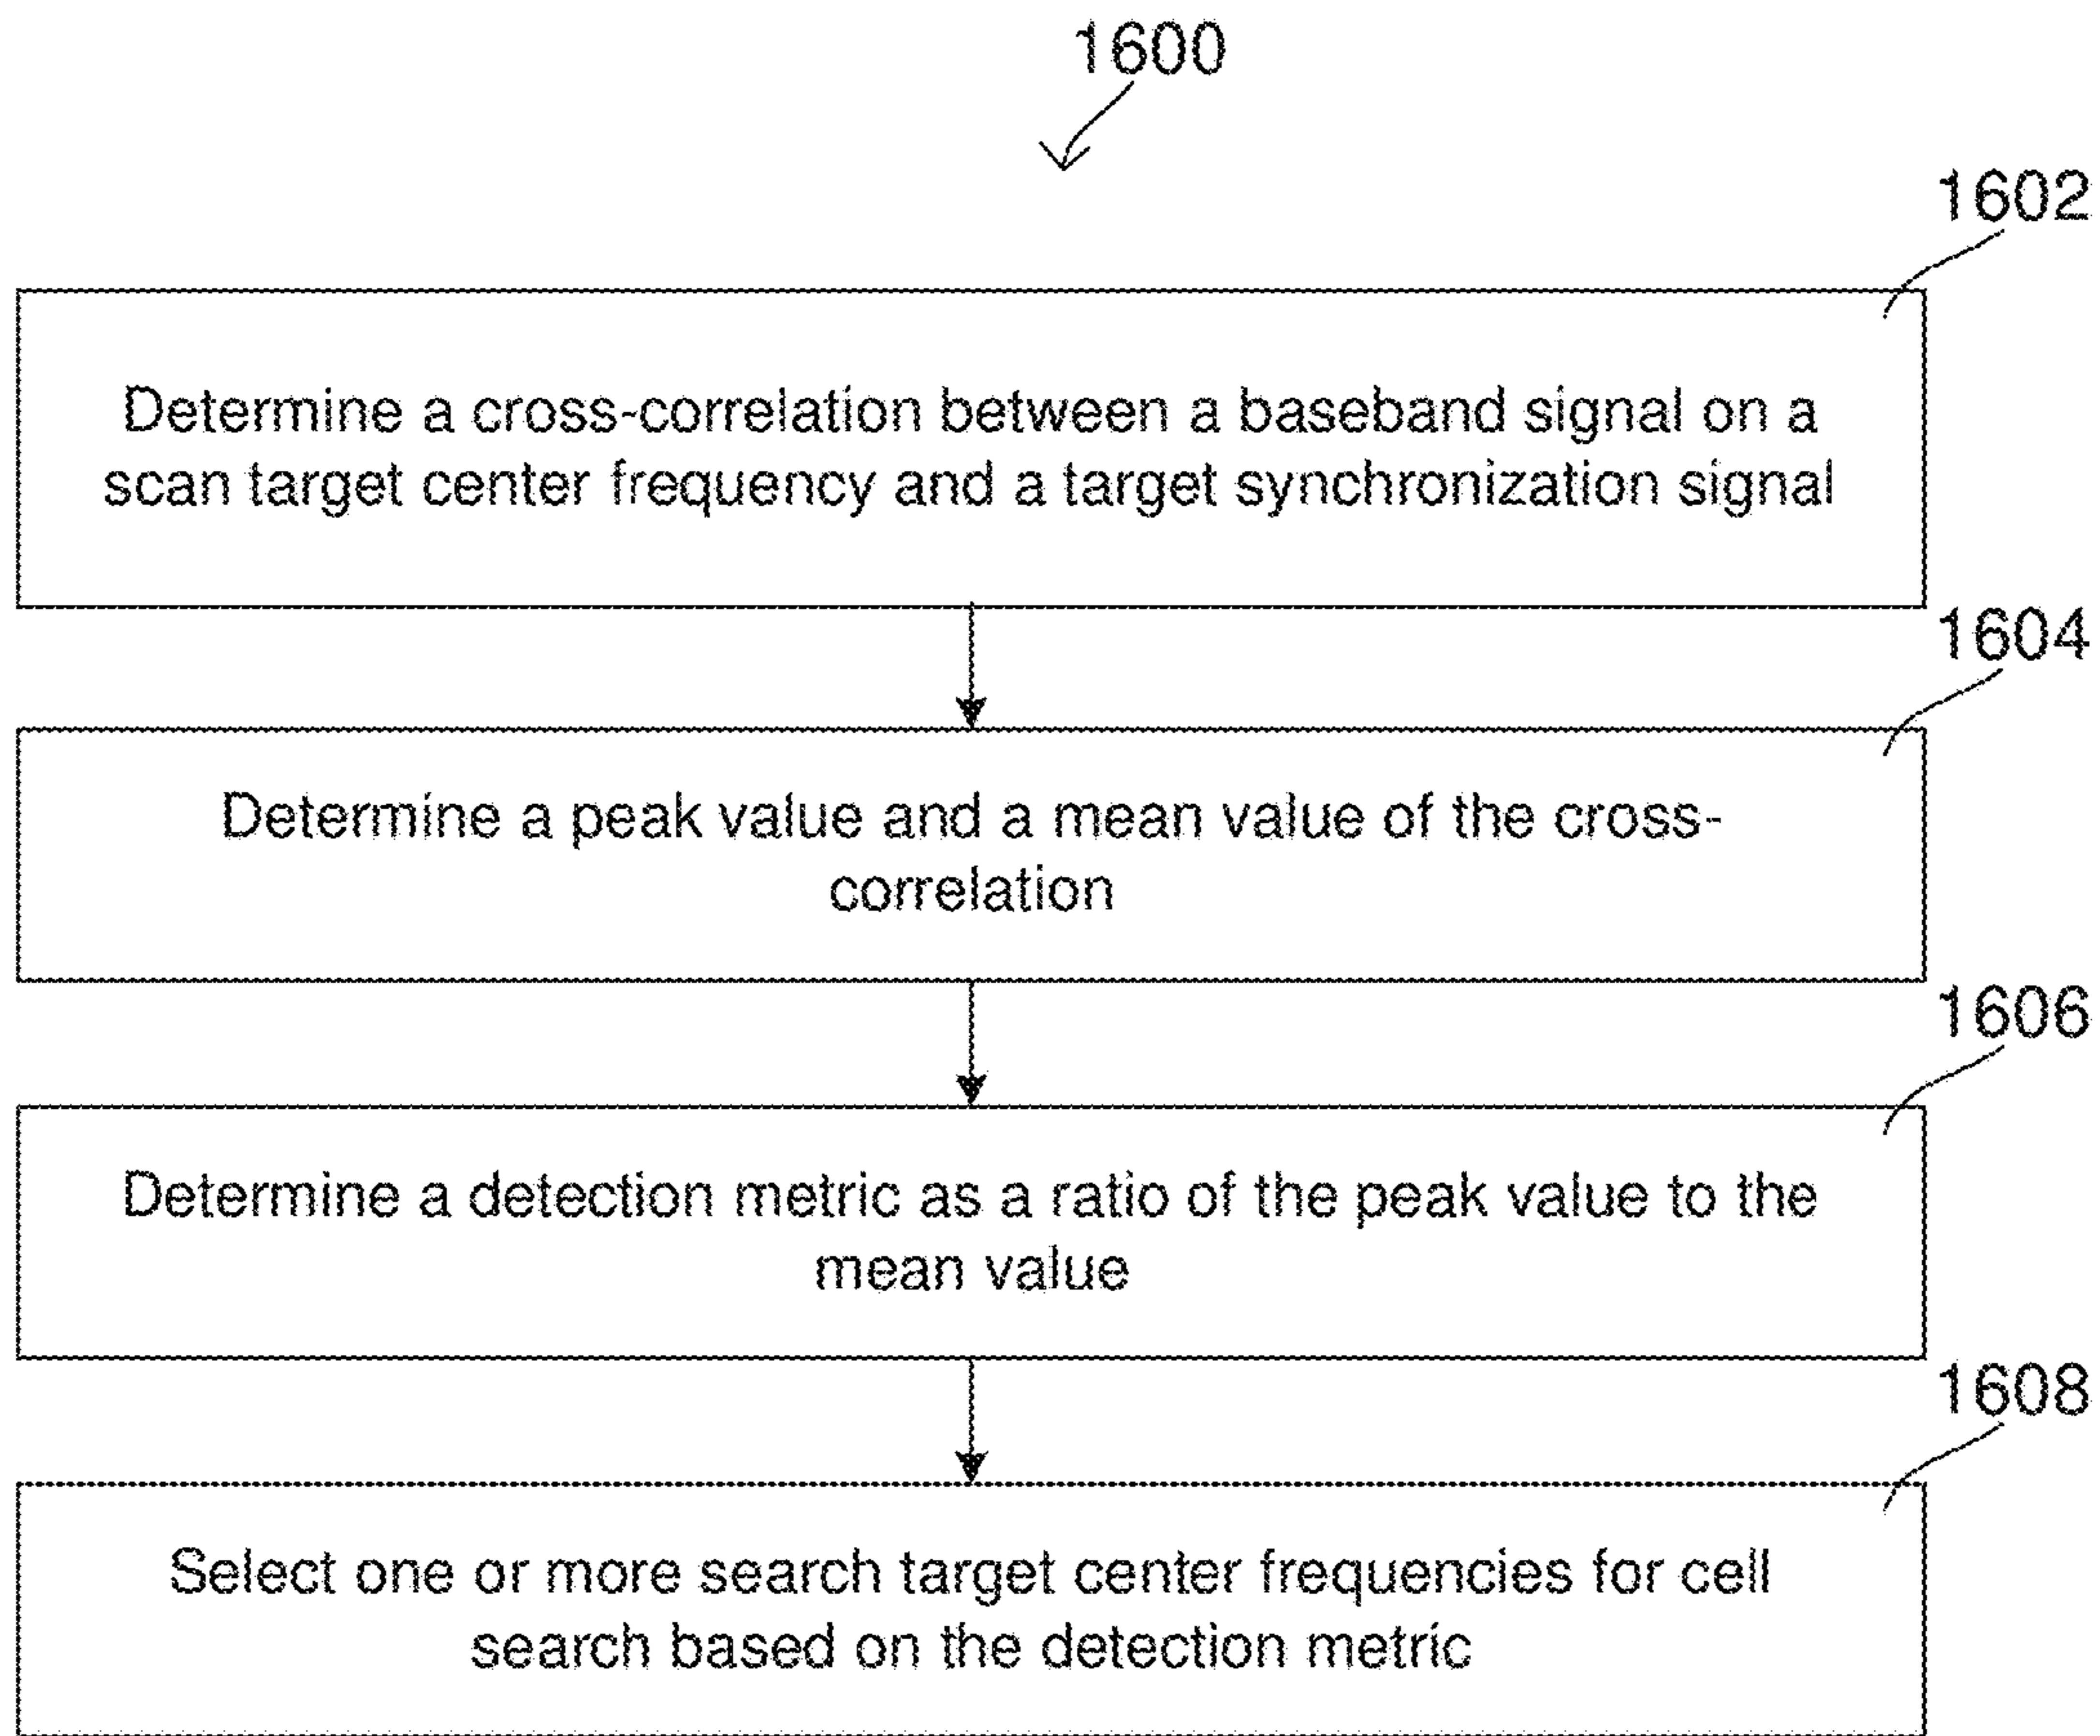 1600
1602
Determine a cross-correlation between a baseband signal on a
scan target center frequency and a target synchronization signal
1604
Determine a peak value and a mean value of the cross-
correlation
1606
Determine a detection metric as a ratio of the peak value to the
mean value
1608
Select one or more search target center frequencies for cell
search based on the detection metric